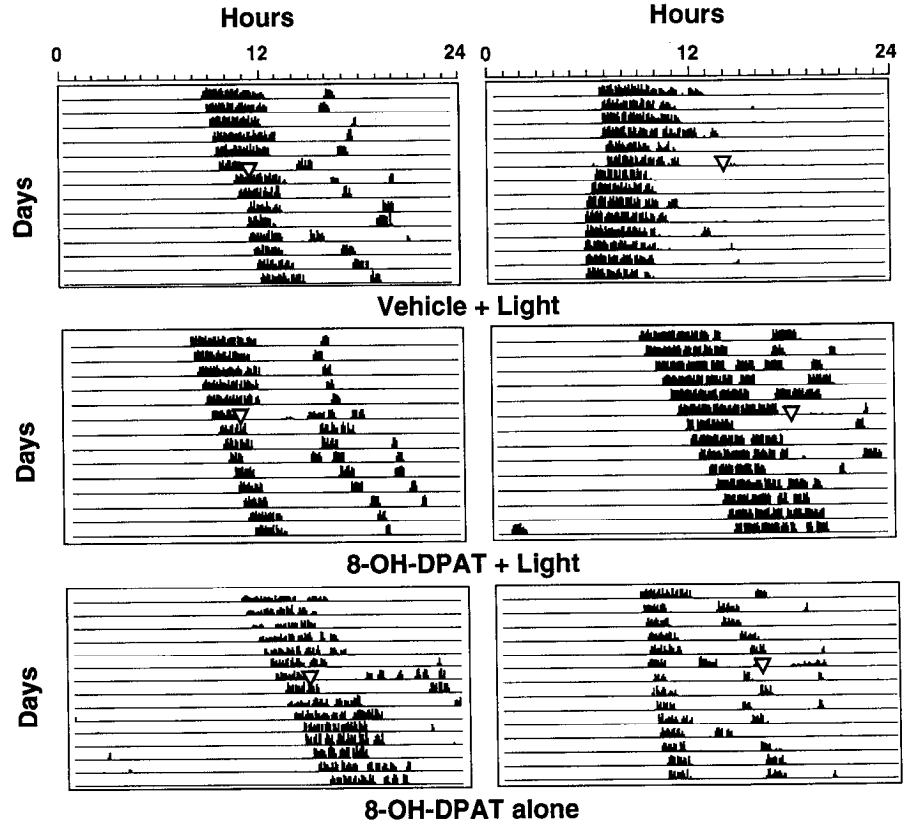 Hours Hours
0 12 24 0 12 24
Days
Vehicle + Light
Days
8-OH-DPAT + Light
Days
8-OH-DPAT alone